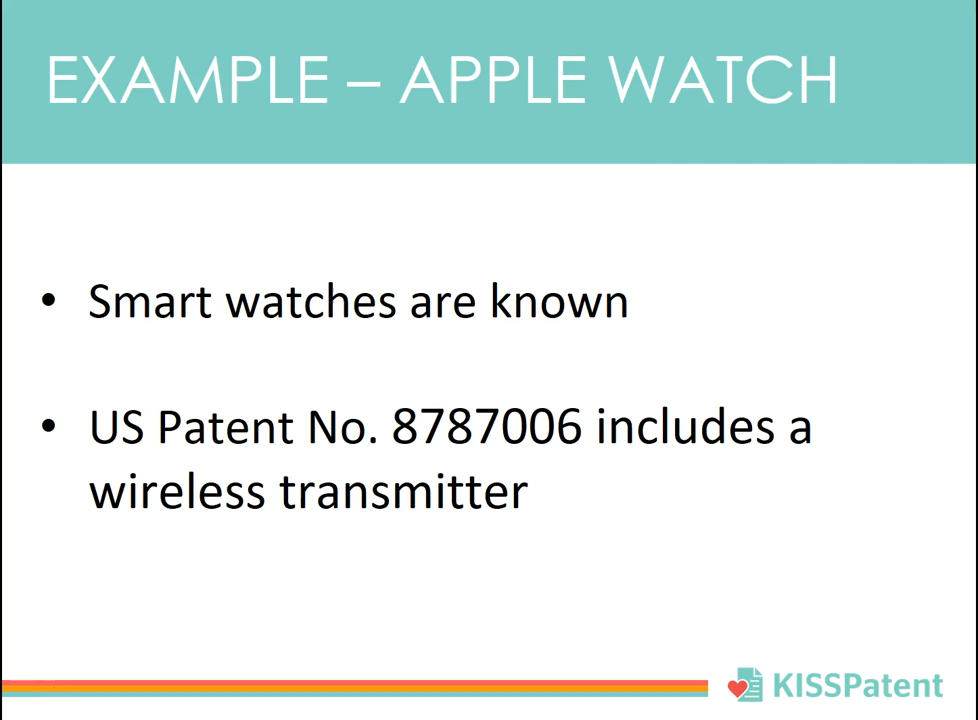 EXAMPLE – APPLE WATCH
• Smart watches are known
• US Patent No. 8787006 includes a
wireless transmitter
KISSPatent